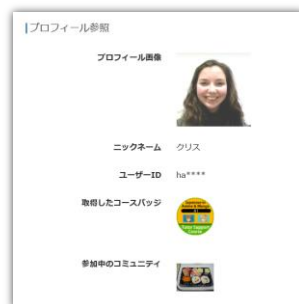 プロフィール参照
プロフィール画像
ニックネーム クリス
ユーザーID ha****
取得したコースバッジ
参加中のコミュニティ